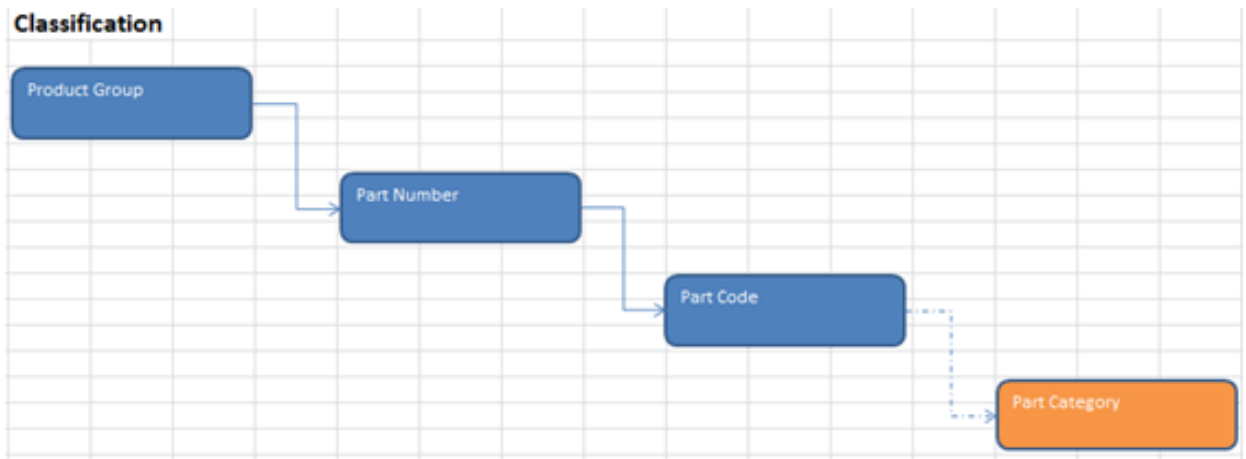 Classification
Product Group
Part Number
Part Code
Part Category